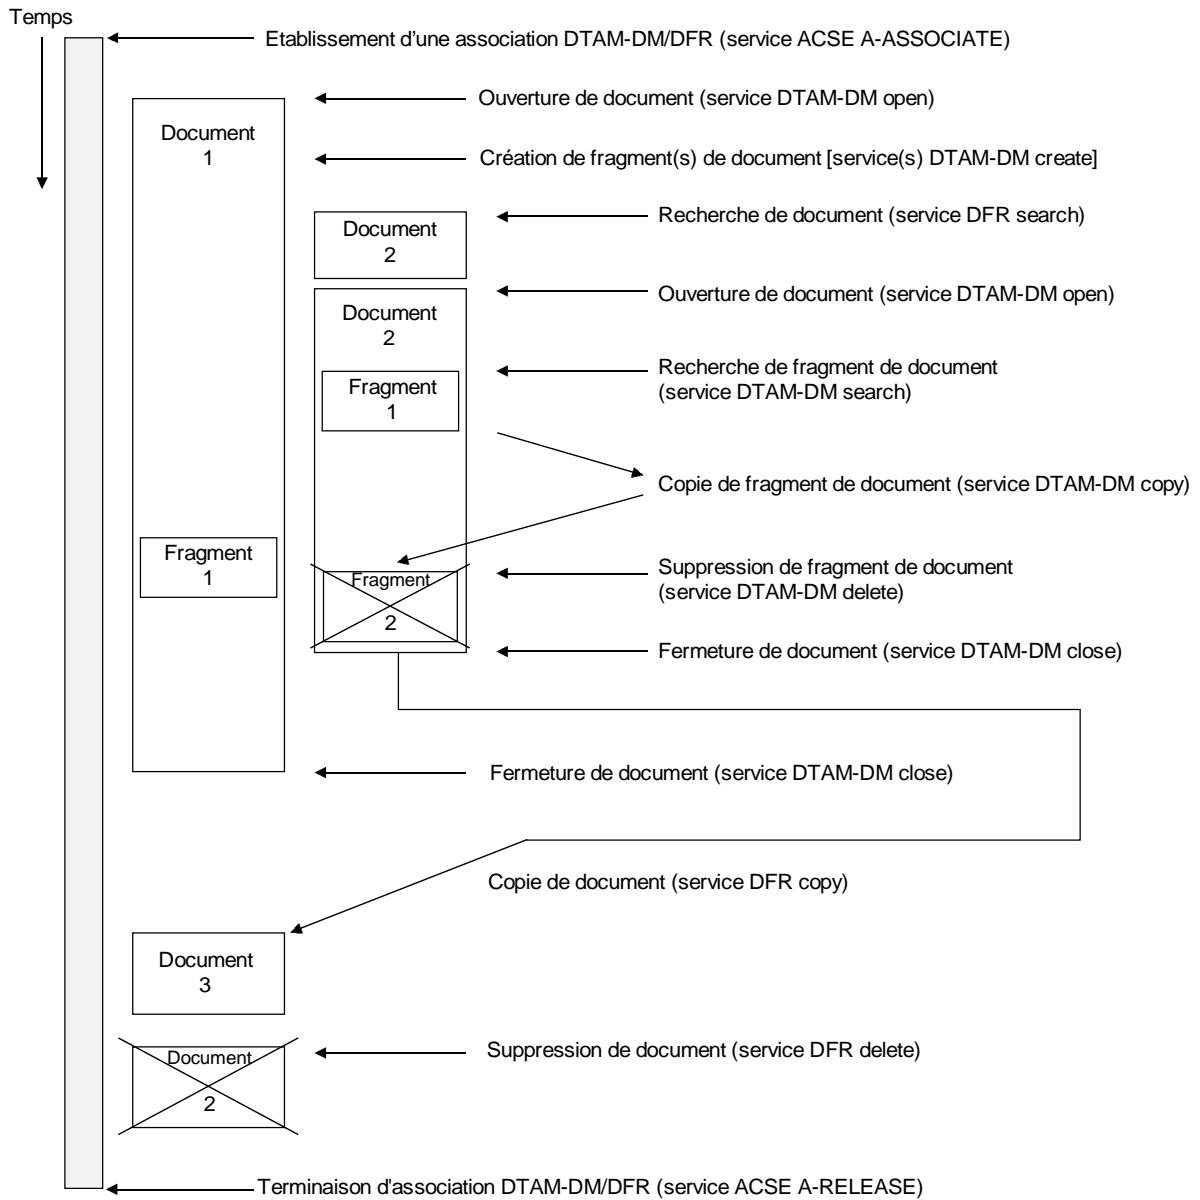 Temps
Etablissement d'une association DTAM-DM/DFR (service ACSE A-ASSOCIATE)
Ouverture de document (service DTAM-DM open)
Document
1
Création de fragment(s) de document [service(s) DTAM-DM create]
Recherche de document (service DFR search)
Document
2
Ouverture de document (service DTAM-DM open)
Document
2
Recherche de fragment de document
(service DTAM-DM search)
Fragment
1
Copie de fragment de document (service DTAM-DM copy)
Fragment
1
Suppression de fragment de document
(service DTAM-DM delete)
Fragment
2
Fermeture de document (service DTAM-DM close)
Fermeture de document (service DTAM-DM close)
Copie de document (service DFR copy)
Document
3
Suppression de document (service DFR delete)
Document
2
Terminaison d'association DTAM-DM/DFR (service ACSE A-RELEASE)